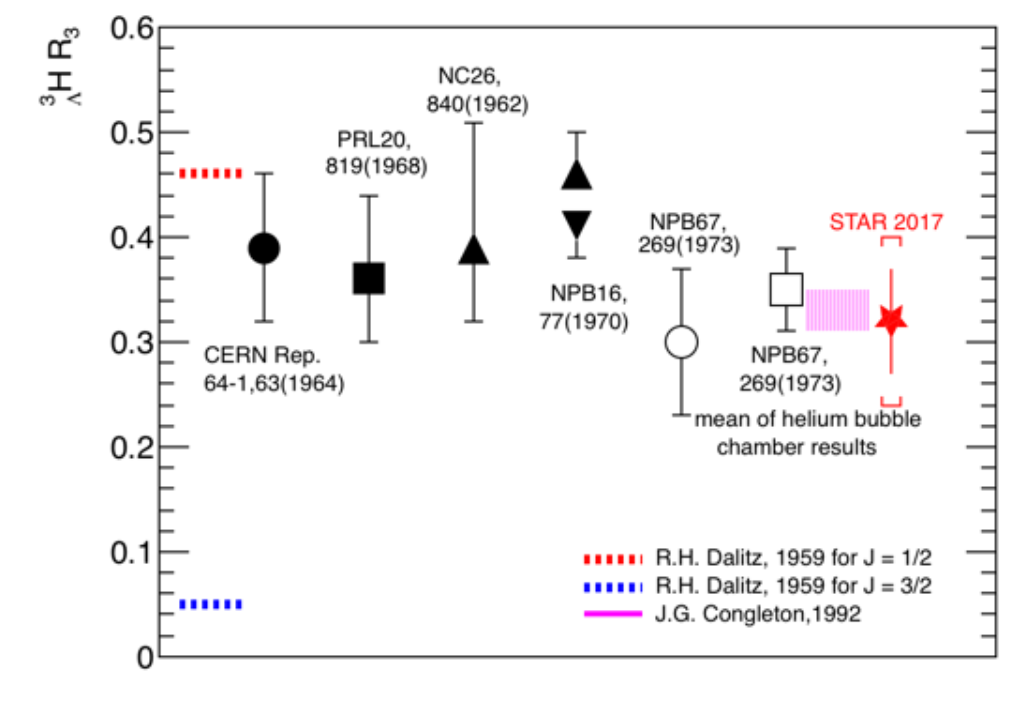 ³ΛH R₃
0.6
0.5
0.4
0.3
0.2
0.1
0
CERN Rep.
64-1,63(1964)
PRL20,
819(1968)
NC26,
840(1962)
NPB16,
77(1970)
NPB67,
269(1973)
NPB67,
269(1973)
mean of helium bubble
chamber results
STAR 2017
R.H. Dalitz, 1959 for J = 1/2
R.H. Dalitz, 1959 for J = 3/2
J.G. Congleton,1992